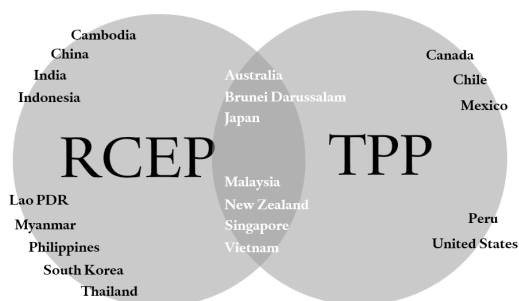 Cambodia
China
India
Indonesia
RCEP
Lao PDR
Myanmar
Philippines
South Korea
Thailand
Australia
Brunei Darussalam
Japan
Malaysia
New Zealand
Singapore
Vietnam
Canada
Chile
Mexico
TPP
Peru
United States